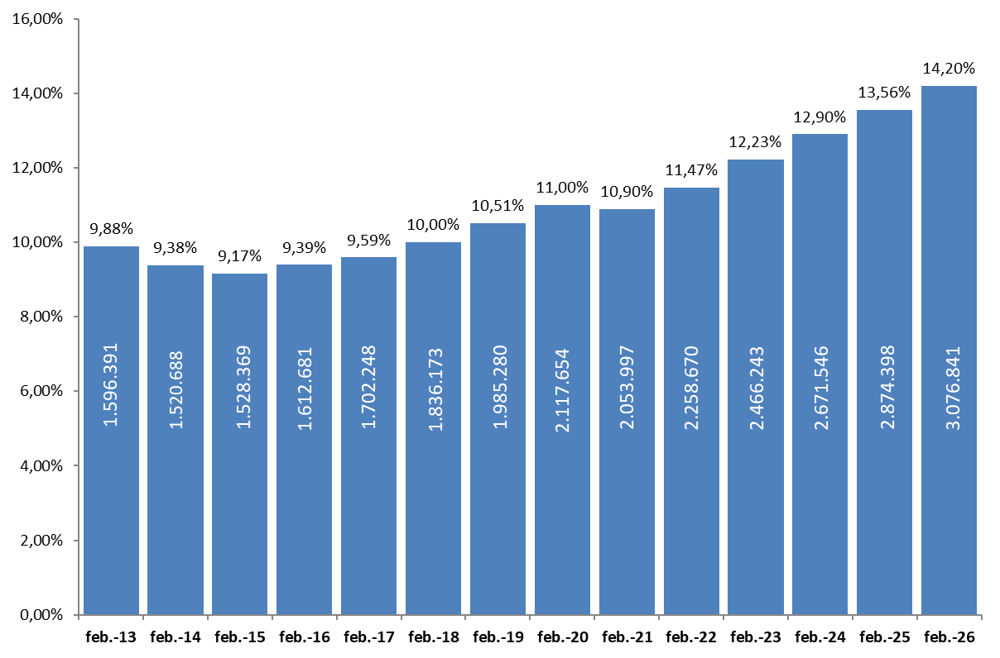 16,00%
14,00%
12,00%
10,00%
8,00%
6,00%
4,00%
2,00%
0,00%
9,88%
9,38%
9,17%
9,39%
9,59%
10,00%
10,51%
11,00%
10,90%
11,47%
12,23%
12,90%
13,56%
14,20%
1.596.391
1.520.688
1.528.369
1.612.681
1.702.248
1.836.173
1.985.280
2.117.654
2.053.997
2.258.670
2.466.243
2.671.546
2.874.398
3.076.841
feb.-13
feb.-14
feb.-15
feb.-16
feb.-17
feb.-18
feb.-19
feb.-20
feb.-21
feb.-22
feb.-23
feb.-24
feb.-25
feb.-26